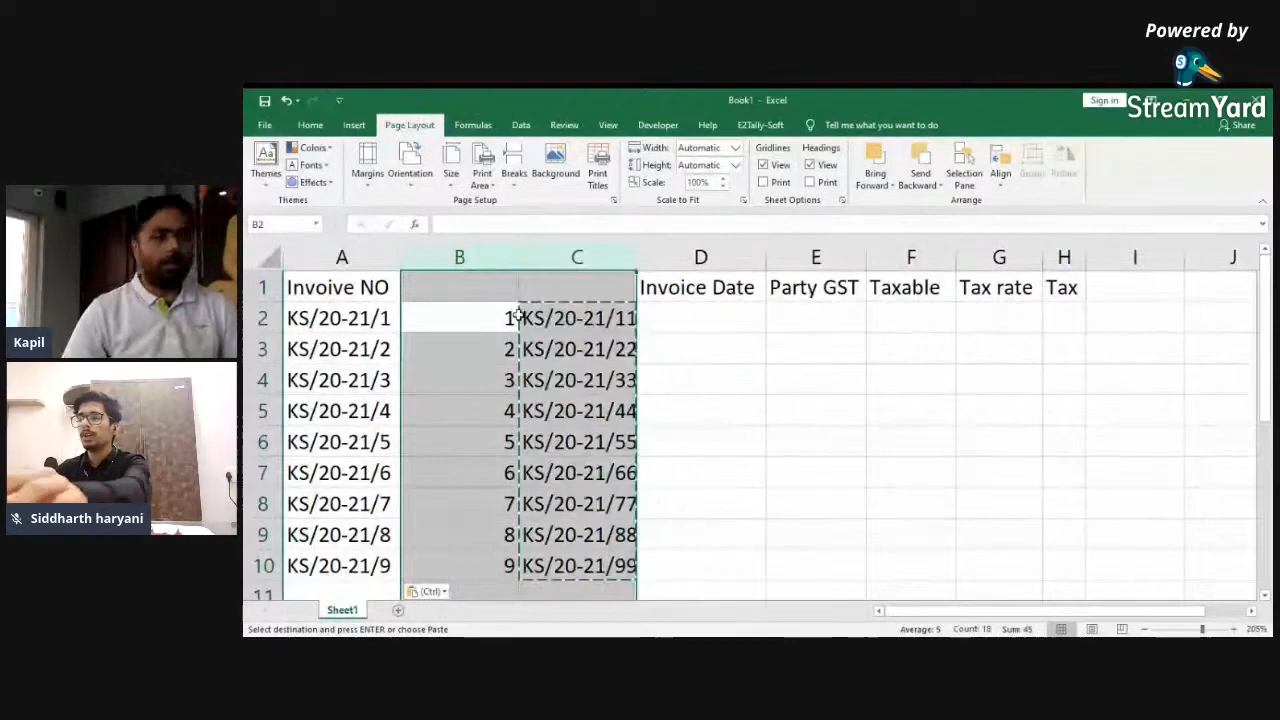 Powered by
StreamYard
Book1 - Excel
Sign in
File Home Insert Page Layout Formulas Data Review View Developer Help E2Tally-Soft Tell me what you want to do Share
Colors
Fonts
Effects
Themes
Themes
Margins Orientation Size Print Area Breaks Background Print Titles
Page Setup
Width: Automatic
Height: Automatic
Scale: 100%
Scale to Fit
Gridlines Headings
View View
Print Print
Sheet Options
Bring Forward Send Backward Selection Pane Align Group Rotate
Arrange
B2 fx
A B C D E F G H I J
1 Invoive NO Invoice Date Party GST Taxable Tax rate Tax
2 KS/20-21/1 1 KS/20-21/11
3 KS/20-21/2 2 KS/20-21/22
4 KS/20-21/3 3 KS/20-21/33
5 KS/20-21/4 4 KS/20-21/44
6 KS/20-21/5 5 KS/20-21/55
7 KS/20-21/6 6 KS/20-21/66
8 KS/20-21/7 7 KS/20-21/77
9 KS/20-21/8 8 KS/20-21/88
10 KS/20-21/9 9 KS/20-21/99
11 (Ctrl)
Sheet1
Select destination and press ENTER or choose Paste Average: 5 Count: 18 Sum: 45 205%
Kapil
Siddharth haryani